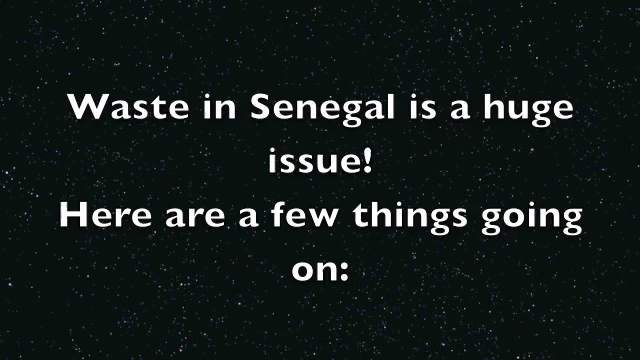 Waste in Senegal is a huge
issue!
Here are a few things going
on: